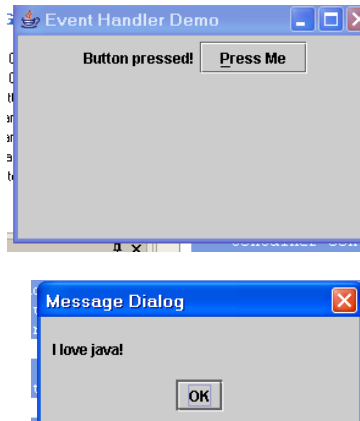 Event Handler Demo
Button pressed! Press Me
Message Dialog
I love java!
OK